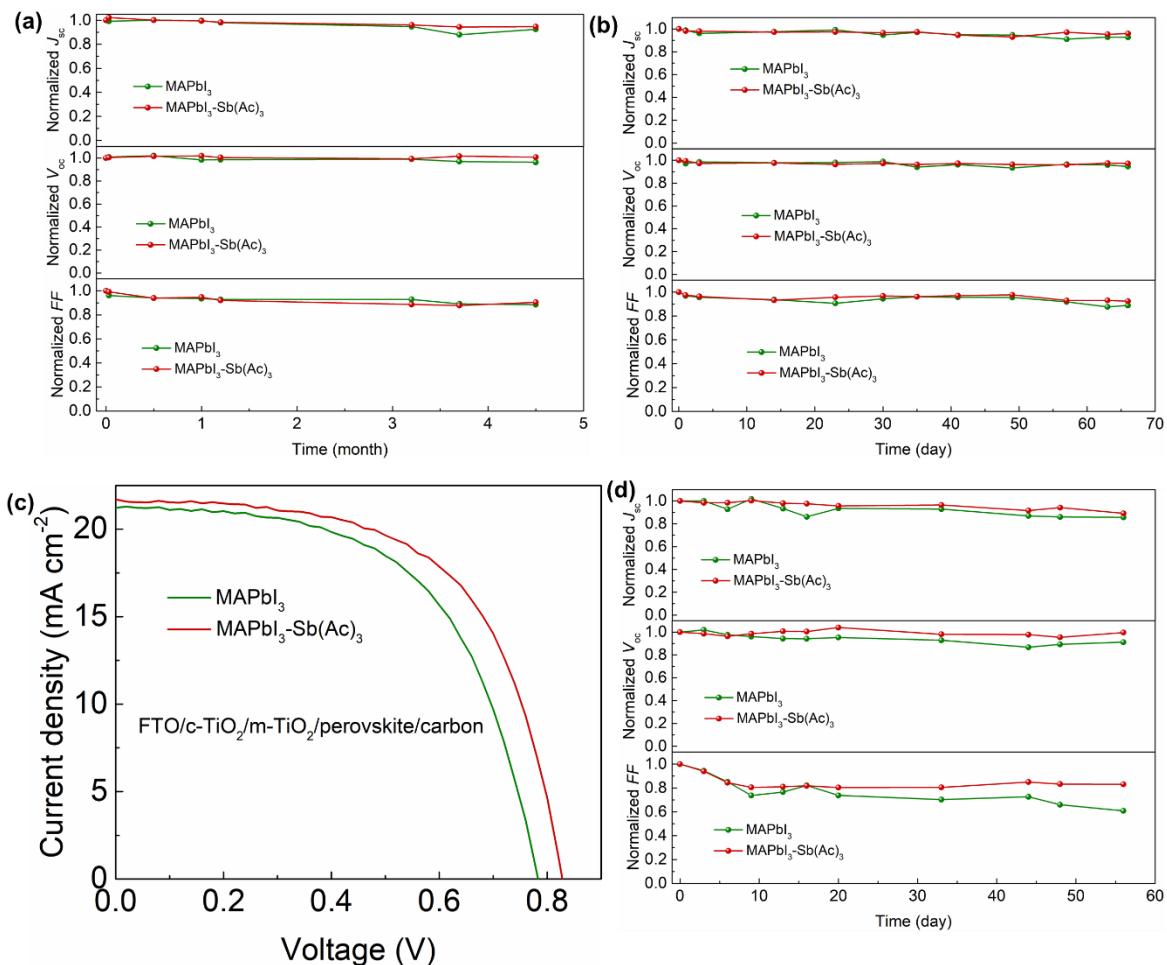 (a)
Normalized Jsc
1.0
0.8
0.6
0.4
0.2
0.0
MAPbI3
MAPbI3-Sb(Ac)3
Normalized Voc
1.0
0.8
0.6
0.4
0.2
0.0
MAPbI3
MAPbI3-Sb(Ac)3
Normalized FF
1.0
0.8
0.6
0.4
0.2
0.0
MAPbI3
MAPbI3-Sb(Ac)3
0 1 2 3 4 5
Time (month)
(b)
Normalized Jsc
1.0
0.8
0.6
0.4
0.2
0.0
MAPbI3
MAPbI3-Sb(Ac)3
Normalized Voc
1.0
0.8
0.6
0.4
0.2
0.0
MAPbI3
MAPbI3-Sb(Ac)3
Normalized FF
1.0
0.8
0.6
0.4
0.2
0.0
MAPbI3
MAPbI3-Sb(Ac)3
0 10 20 30 40 50 60 70
Time (day)
(c)
Current density (mA cm-2)
20
15
10
5
0
MAPbI3
MAPbI3-Sb(Ac)3
FTO/c-TiO2/m-TiO2/perovskite/carbon
0.0 0.2 0.4 0.6 0.8
Voltage (V)
(d)
Normalized Jsc
1.0
0.8
0.6
0.4
0.2
0.0
MAPbI3
MAPbI3-Sb(Ac)3
Normalized Voc
1.0
0.8
0.6
0.4
0.2
0.0
MAPbI3
MAPbI3-Sb(Ac)3
Normalized FF
1.0
0.8
0.6
0.4
0.2
0.0
MAPbI3
MAPbI3-Sb(Ac)3
0 10 20 30 40 50 60
Time (day)